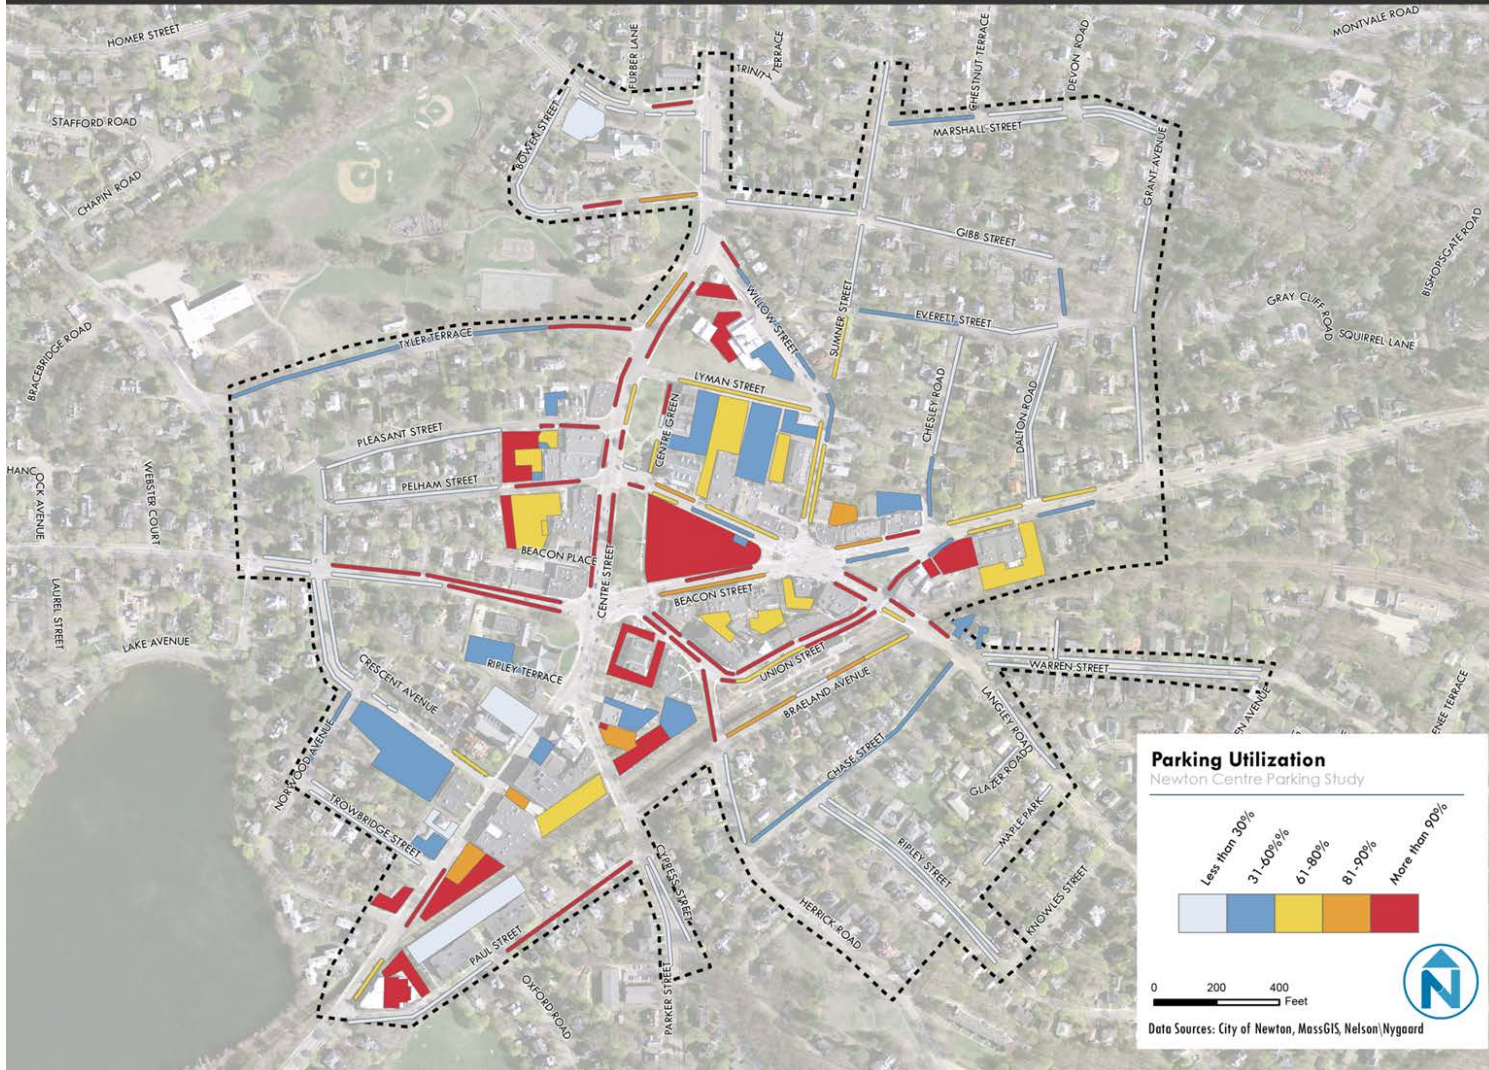 HOMER STREET
FURBER LANE
TRINITY TERRACE
CHESTNUT TERRACE
DEVON ROAD
MONTVALE ROAD
STAFFORD ROAD
BOWEN STREET
MARSHALL STREET
GRANT AVENUE
CHAPIN ROAD
GIBB STREET
BISHOPSGATE ROAD
GRAY CLIFF ROAD
SQUIRREL LANE
BRACEBRIDGE ROAD
TYLER TERRACE
WILLOW STREET
SUMNER STREET
EVERETT STREET
LYMAN STREET
CENTRE GREEN
CHESLEY ROAD
DALTON ROAD
PLEASANT STREET
PELHAM STREET
HANC
OCK AVENUE
WEBSTER COURT
BEACON PLACE
CENTRE STREET
BEACON STREET
LAUREL STREET
LAKE AVENUE
CRESCENT AVENUE
RIPLEY TERRACE
UNION STREET
BRAELAND AVENUE
WARREN STREET
LANGLEY ROAD
EN AVENUE
ENEE TERRACE
NORWOOD AVENUE
CHASE STREET
GLAZER ROAD
MAPLE PARK
TROWBRIDGE STREET
RIPLEY STREET
CYPRESS STREET
KNOWLES STREET
HERRICK ROAD
PAUL STREET
OXFORD ROAD
PARKER STREET
Parking Utilization
Newton Centre Parking Study
Less than 30%
31-60%%
61-80%
81-90%
More than 90%
0 200 400
Feet
N
Data Sources: City of Newton, MassGIS, Nelson\Nygaard